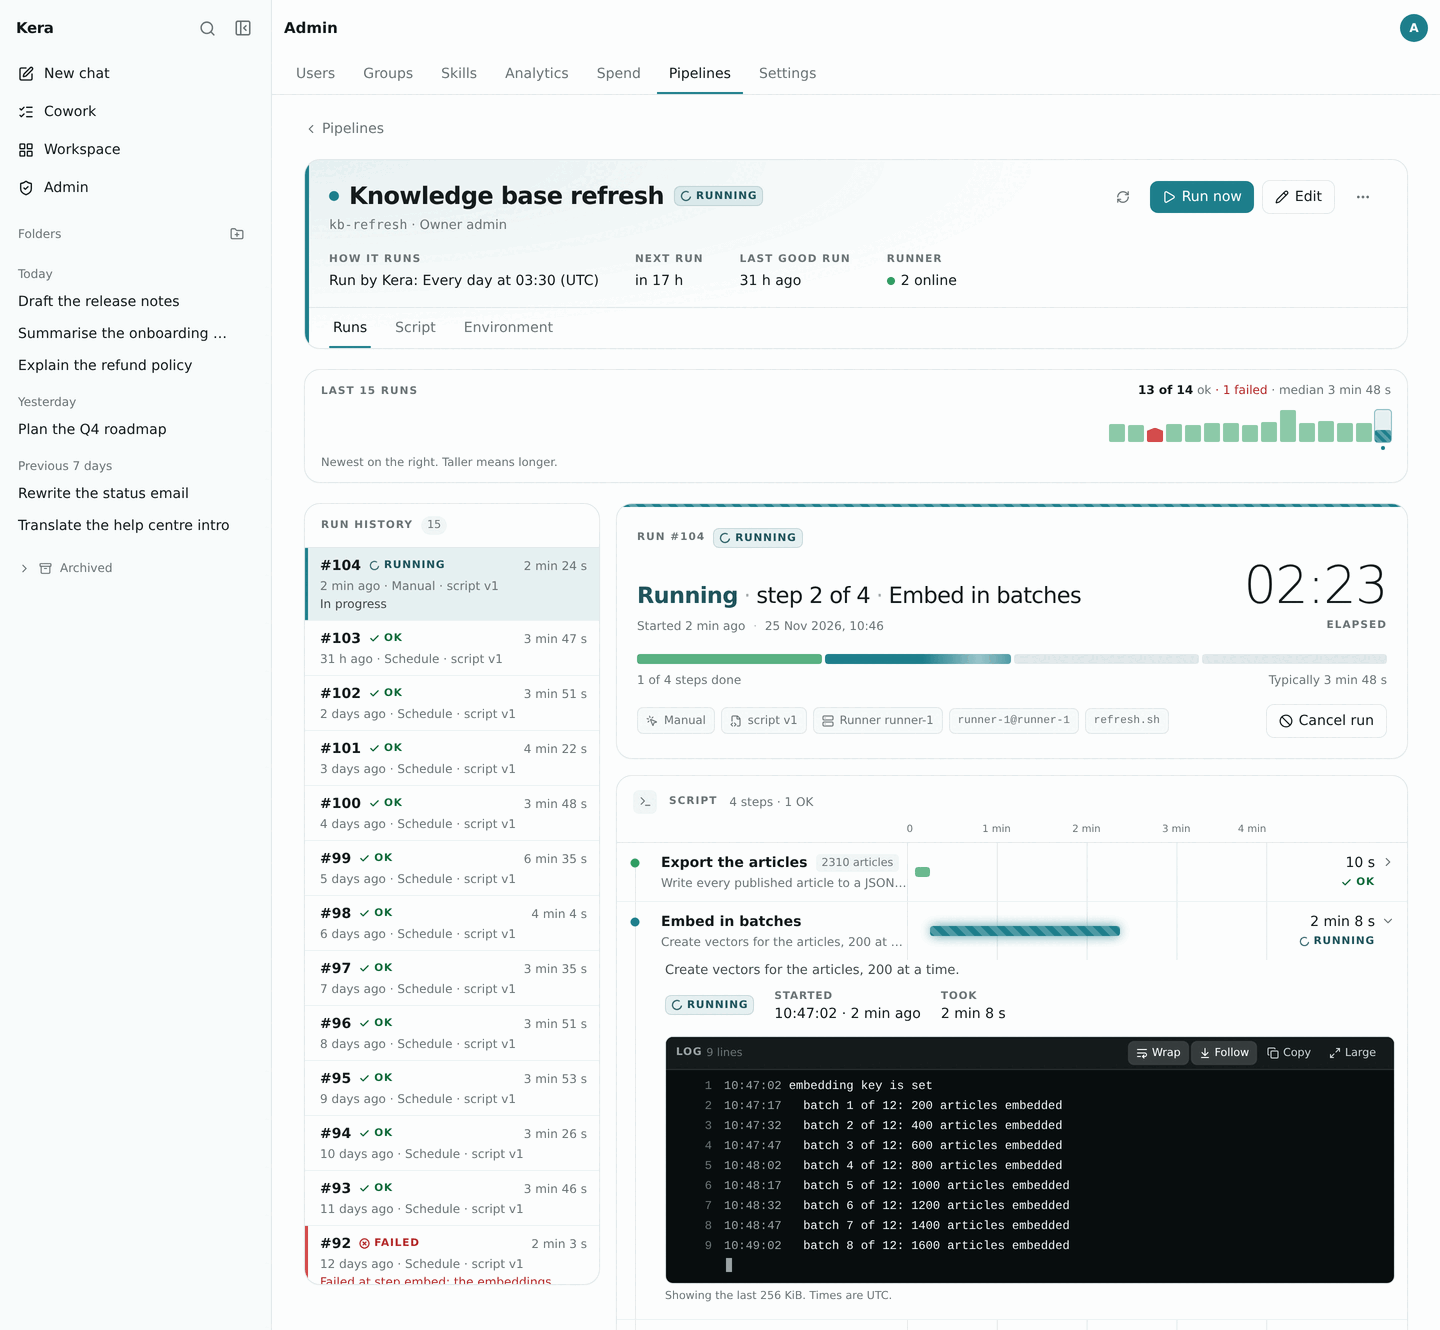 Kera
New chat
Cowork
Workspace
Admin
Folders
Today
Draft the release notes
Summarise the onboarding ...
Explain the refund policy
Yesterday
Plan the Q4 roadmap
Previous 7 days
Rewrite the status email
Translate the help centre intro
Archived
Admin
A
Users Groups Skills Analytics Spend Pipelines Settings
Pipelines
Knowledge base refresh RUNNING
Run now Edit
kb-refresh · Owner admin
HOW IT RUNS NEXT RUN LAST GOOD RUN RUNNER
Run by Kera: Every day at 03:30 (UTC) in 17 h 31 h ago 2 online
Runs Script Environment
LAST 15 RUNS 13 of 14 ok · 1 failed · median 3 min 48 s
Newest on the right. Taller means longer.
RUN HISTORY 15
#104 RUNNING 2 min 24 s
2 min ago · Manual · script v1
In progress
#103 OK 3 min 47 s
31 h ago · Schedule · script v1
#102 OK 3 min 51 s
2 days ago · Schedule · script v1
#101 OK 4 min 22 s
3 days ago · Schedule · script v1
#100 OK 3 min 48 s
4 days ago · Schedule · script v1
#99 OK 6 min 35 s
5 days ago · Schedule · script v1
#98 OK 4 min 4 s
6 days ago · Schedule · script v1
#97 OK 3 min 35 s
7 days ago · Schedule · script v1
#96 OK 3 min 51 s
8 days ago · Schedule · script v1
#95 OK 3 min 53 s
9 days ago · Schedule · script v1
#94 OK 3 min 26 s
10 days ago · Schedule · script v1
#93 OK 3 min 46 s
11 days ago · Schedule · script v1
#92 FAILED 2 min 3 s
12 days ago · Schedule · script v1
Failed at step embed: the embeddings
RUN #104 RUNNING
Running · step 2 of 4 · Embed in batches
02:23
ELAPSED
Started 2 min ago · 25 Nov 2026, 10:46
1 of 4 steps done Typically 3 min 48 s
Manual script v1 Runner runner-1 runner-1@runner-1 refresh.sh Cancel run
SCRIPT 4 steps · 1 OK
0 1 min 2 min 3 min 4 min
Export the articles 2310 articles 10 s
Write every published article to a JSON... OK
Embed in batches 2 min 8 s
Create vectors for the articles, 200 at ... RUNNING
Create vectors for the articles, 200 at a time.
RUNNING
STARTED TOOK
10:47:02 · 2 min ago 2 min 8 s
LOG 9 lines Wrap Follow Copy Large
1 10:47:02 embedding key is set
2 10:47:17 batch 1 of 12: 200 articles embedded
3 10:47:32 batch 2 of 12: 400 articles embedded
4 10:47:47 batch 3 of 12: 600 articles embedded
5 10:48:02 batch 4 of 12: 800 articles embedded
6 10:48:17 batch 5 of 12: 1000 articles embedded
7 10:48:32 batch 6 of 12: 1200 articles embedded
8 10:48:47 batch 7 of 12: 1400 articles embedded
9 10:49:02 batch 8 of 12: 1600 articles embedded
Showing the last 256 KiB. Times are UTC.